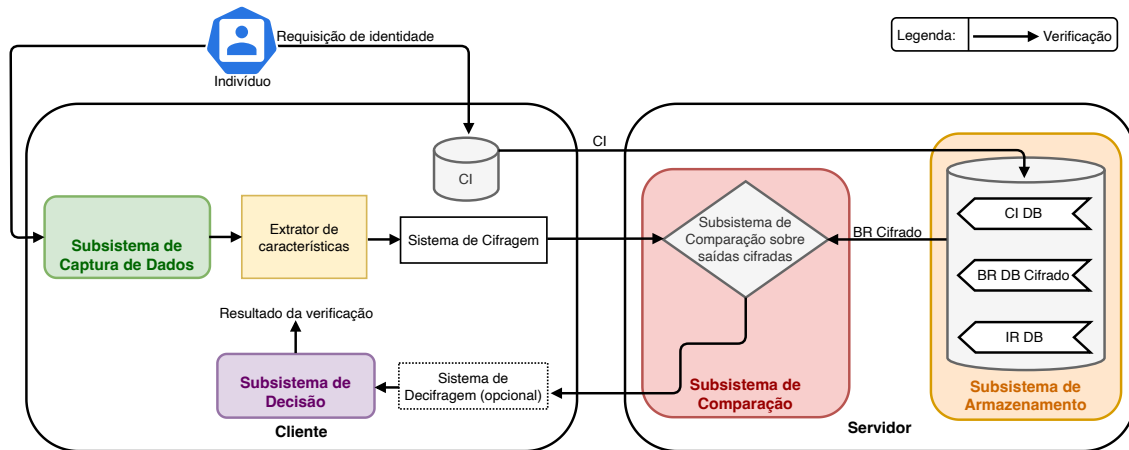 Requisição de identidade
Legenda:
Verificação
Indivíduo
CI
CI
CI DB
Subsistema de
Captura de Dados
Extrator de
características
Sistema de Cifragem
Subsistema de
Comparação sobre
saídas cifradas
BR Cifrado
BR DB Cifrado
IR DB
Resultado da verificação
Subsistema de
Decisão
Sistema de
Decifragem (opcional)
Subsistema de
Comparação
Subsistema de
Armazenamento
Cliente
Servidor